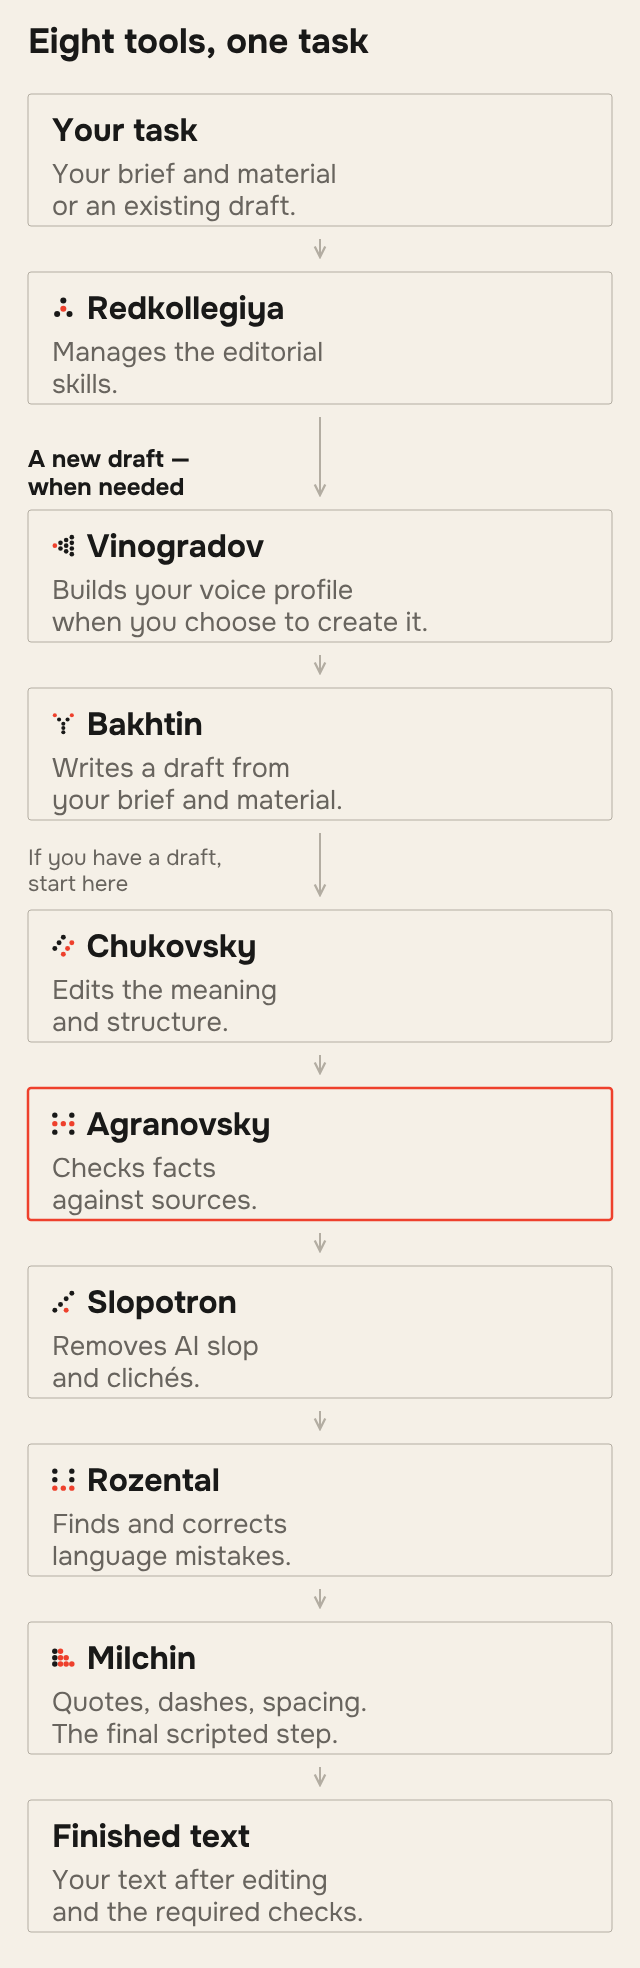 Eight tools, one task
Your task
Your brief and material
or an existing draft.
Redkollegiya
Manages the editorial
skills.
A new draft —
when needed
Vinogradov
Builds your voice profile
when you choose to create it.
Bakhtin
Writes a draft from
your brief and material.
If you have a draft,
start here
Chukovsky
Edits the meaning
and structure.
Agranovsky
Checks facts
against sources.
Slopotron
Removes AI slop
and clichés.
Rozental
Finds and corrects
language mistakes.
Milchin
Quotes, dashes, spacing.
The final scripted step.
Finished text
Your text after editing
and the required checks.